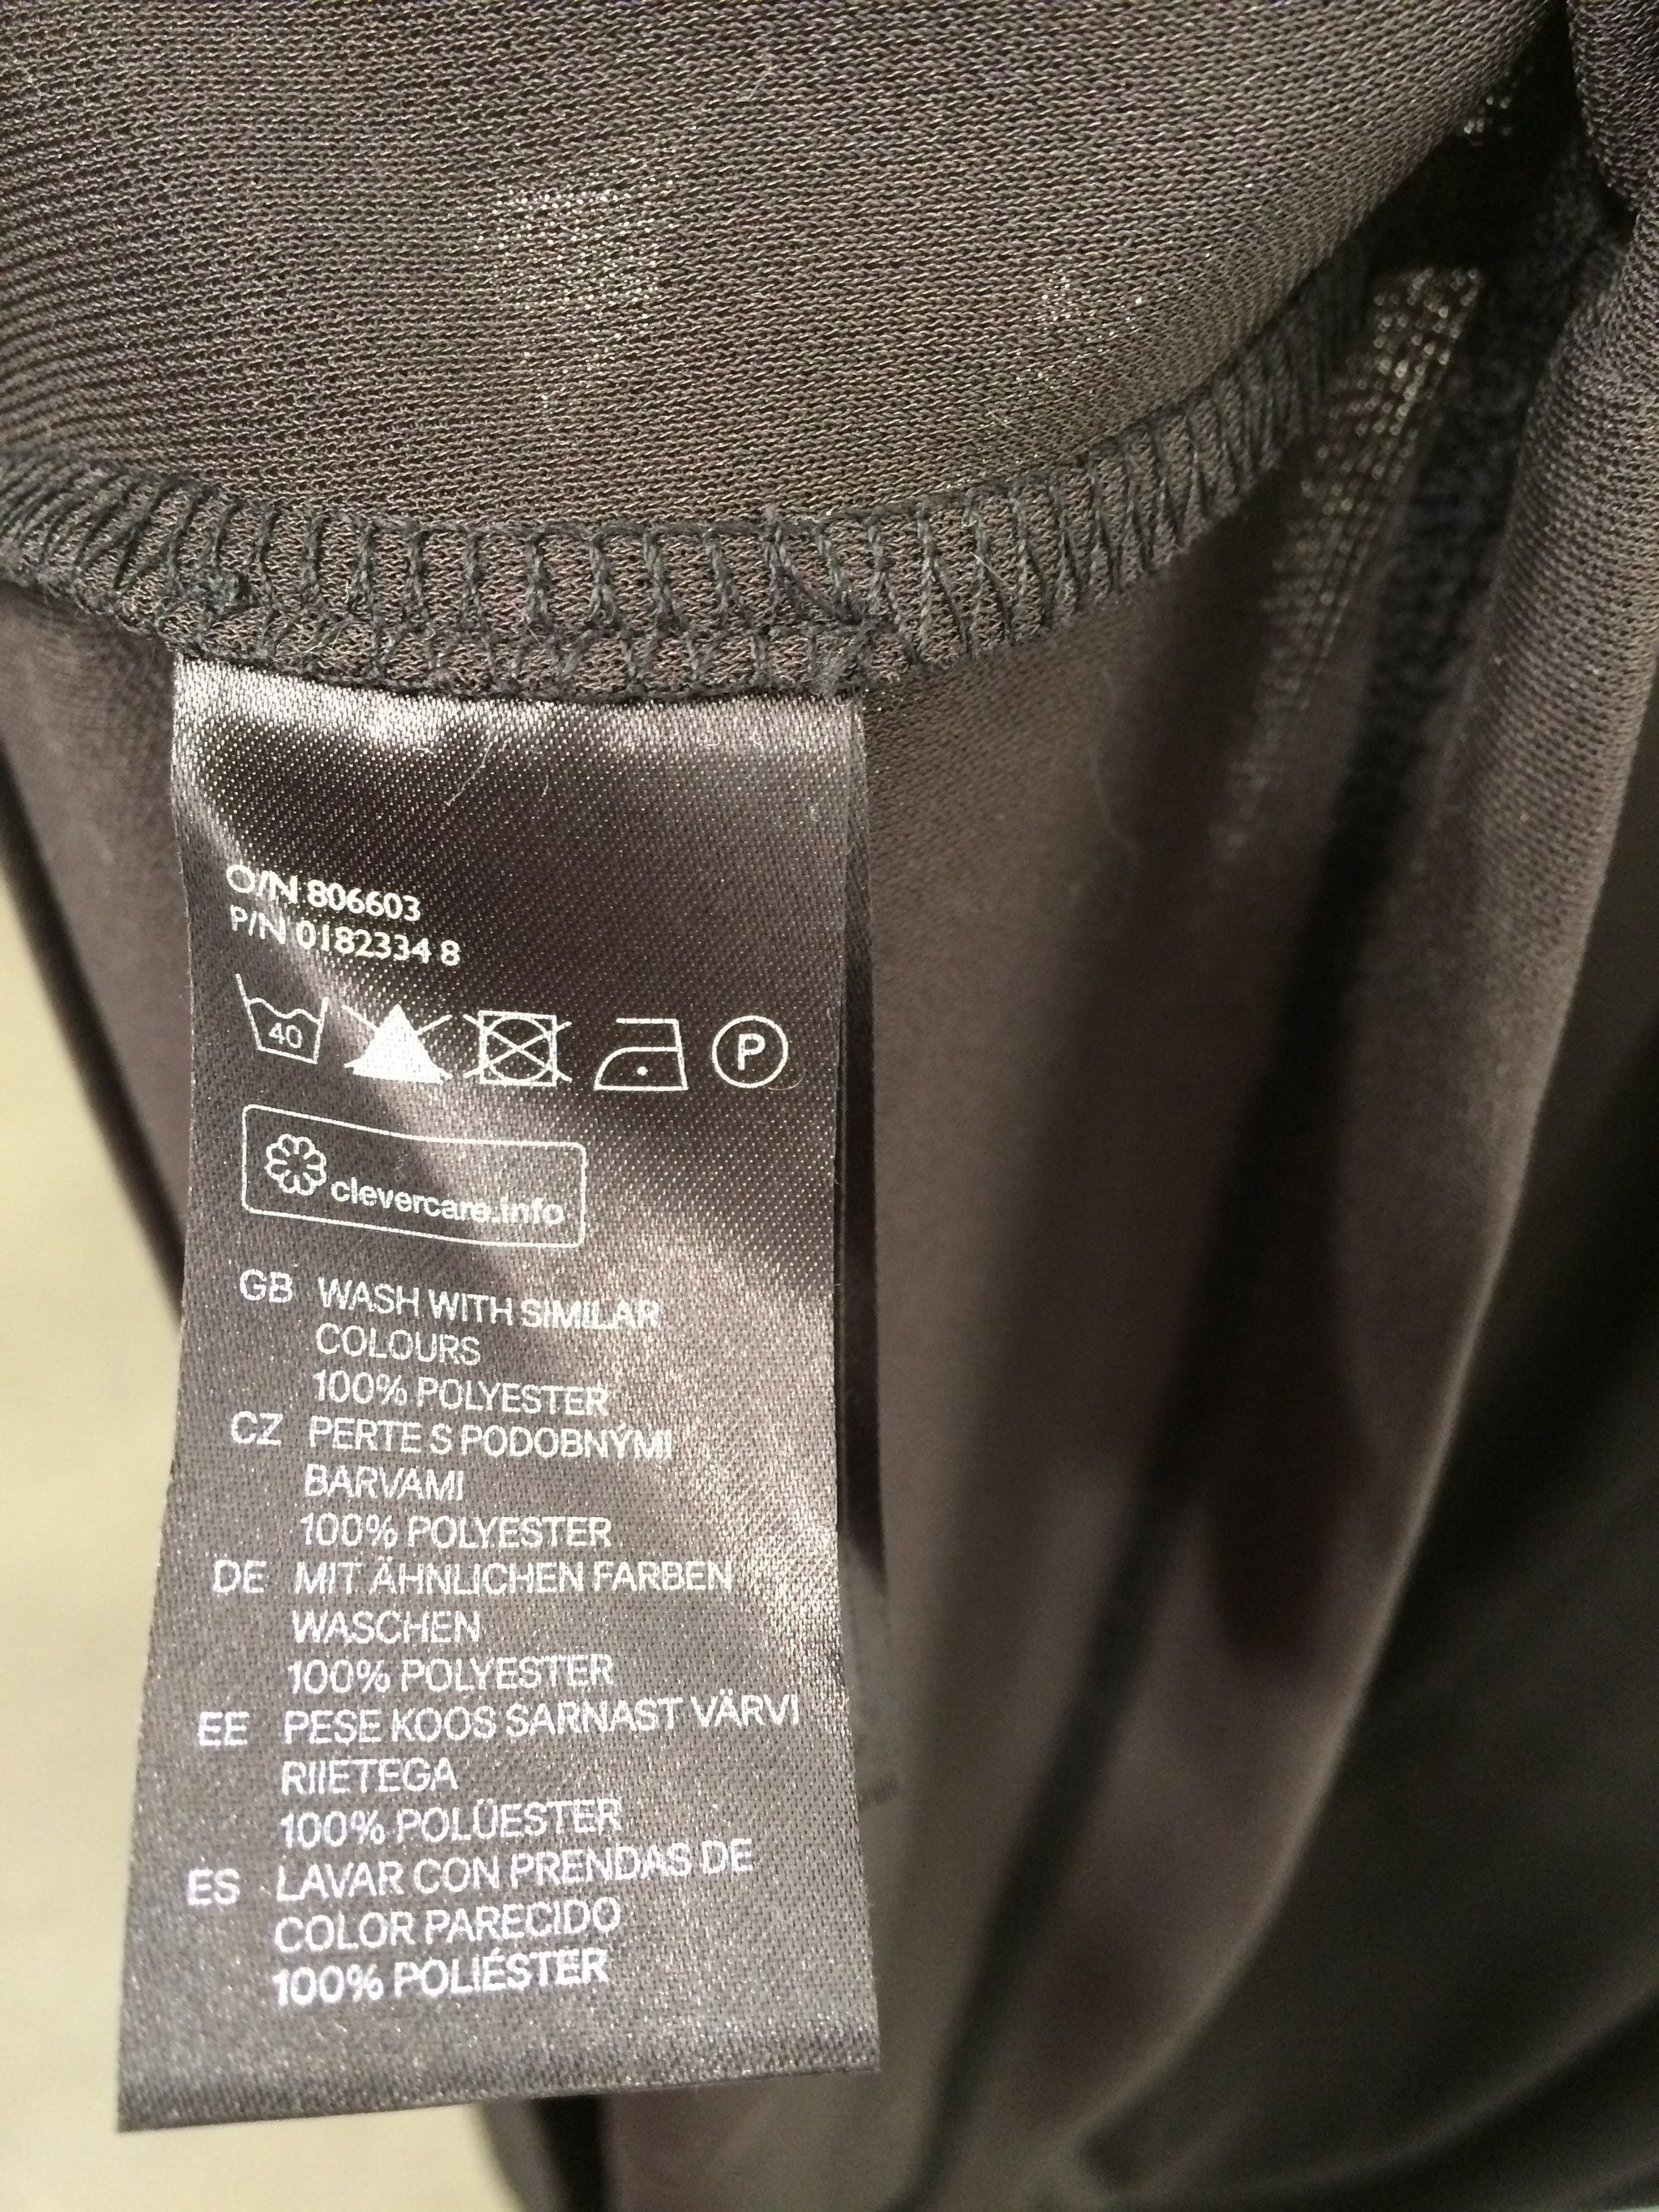 O/N 806603
P/N 0182334 8
40 P
clevercare.info
GB WASH WITH SIMILAR
COLOURS
100% POLYESTER
CZ PERTE S PODOBNÝMI
BARVAMI
100% POLYESTER
DE MIT ÄHNLICHEN FARBEN
WASCHEN
100% POLYESTER
EE PESE KOOS SARNAST VÄRVI
RIIETEGA
100% POLÜESTER
ES LAVAR CON PRENDAS DE
COLOR PARECIDO
100% POLIÉSTER